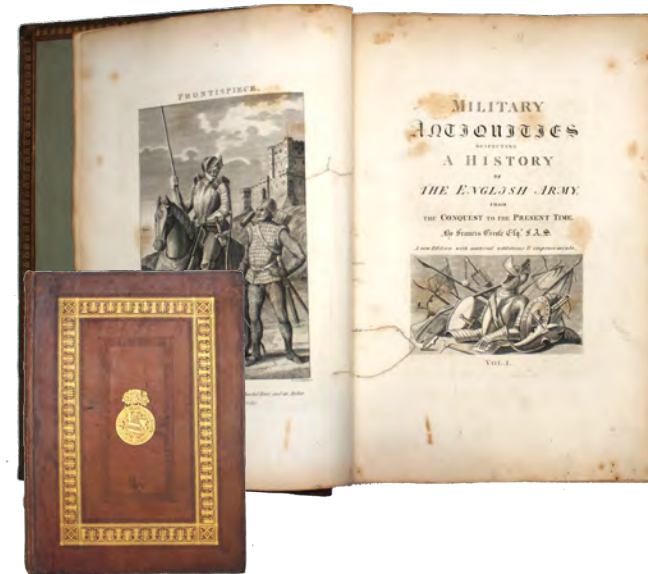 FRONTISPIECE.
MILITARY
ANTIQUITIES
RESPECTING
A HISTORY
OF
THE ENGLISH ARMY,
FROM
THE CONQUEST TO THE PRESENT TIME.
By Francis Grose Esqr. F.A.S.
A new Edition with material additions & improvements.
VOL. I.